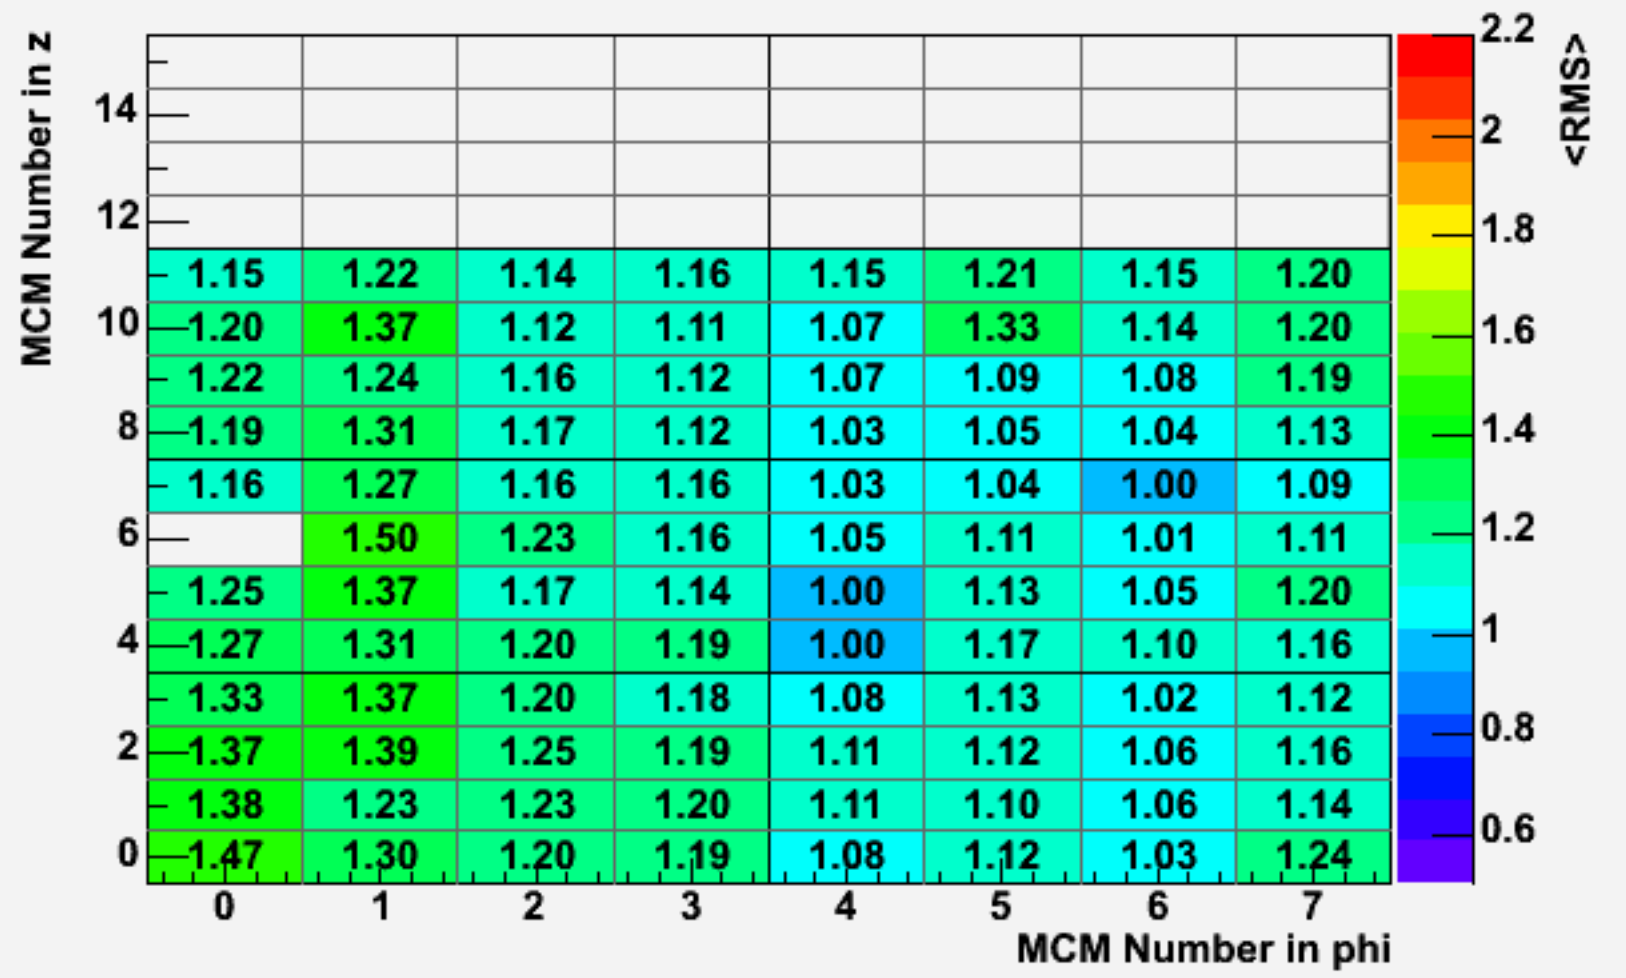 MCM Number in z
2.2
<RMS>
14
2
12
1.8
1.15 1.22 1.14 1.16 1.15 1.21 1.15 1.20
10 1.20 1.37 1.12 1.11 1.07 1.33 1.14 1.20
1.6
1.22 1.24 1.16 1.12 1.07 1.09 1.08 1.19
8 1.19 1.31 1.17 1.12 1.03 1.05 1.04 1.13
1.4
1.16 1.27 1.16 1.16 1.03 1.04 1.00 1.09
6 1.50 1.23 1.16 1.05 1.11 1.01 1.11
1.2
1.25 1.37 1.17 1.14 1.00 1.13 1.05 1.20
4 1.27 1.31 1.20 1.19 1.00 1.17 1.10 1.16
1
1.33 1.37 1.20 1.18 1.08 1.13 1.02 1.12
0.8
2 1.37 1.39 1.25 1.19 1.11 1.12 1.06 1.16
1.38 1.23 1.23 1.20 1.11 1.10 1.06 1.14
0.6
0 1.47 1.30 1.20 1.19 1.08 1.12 1.03 1.24
0 1 2 3 4 5 6 7
MCM Number in phi